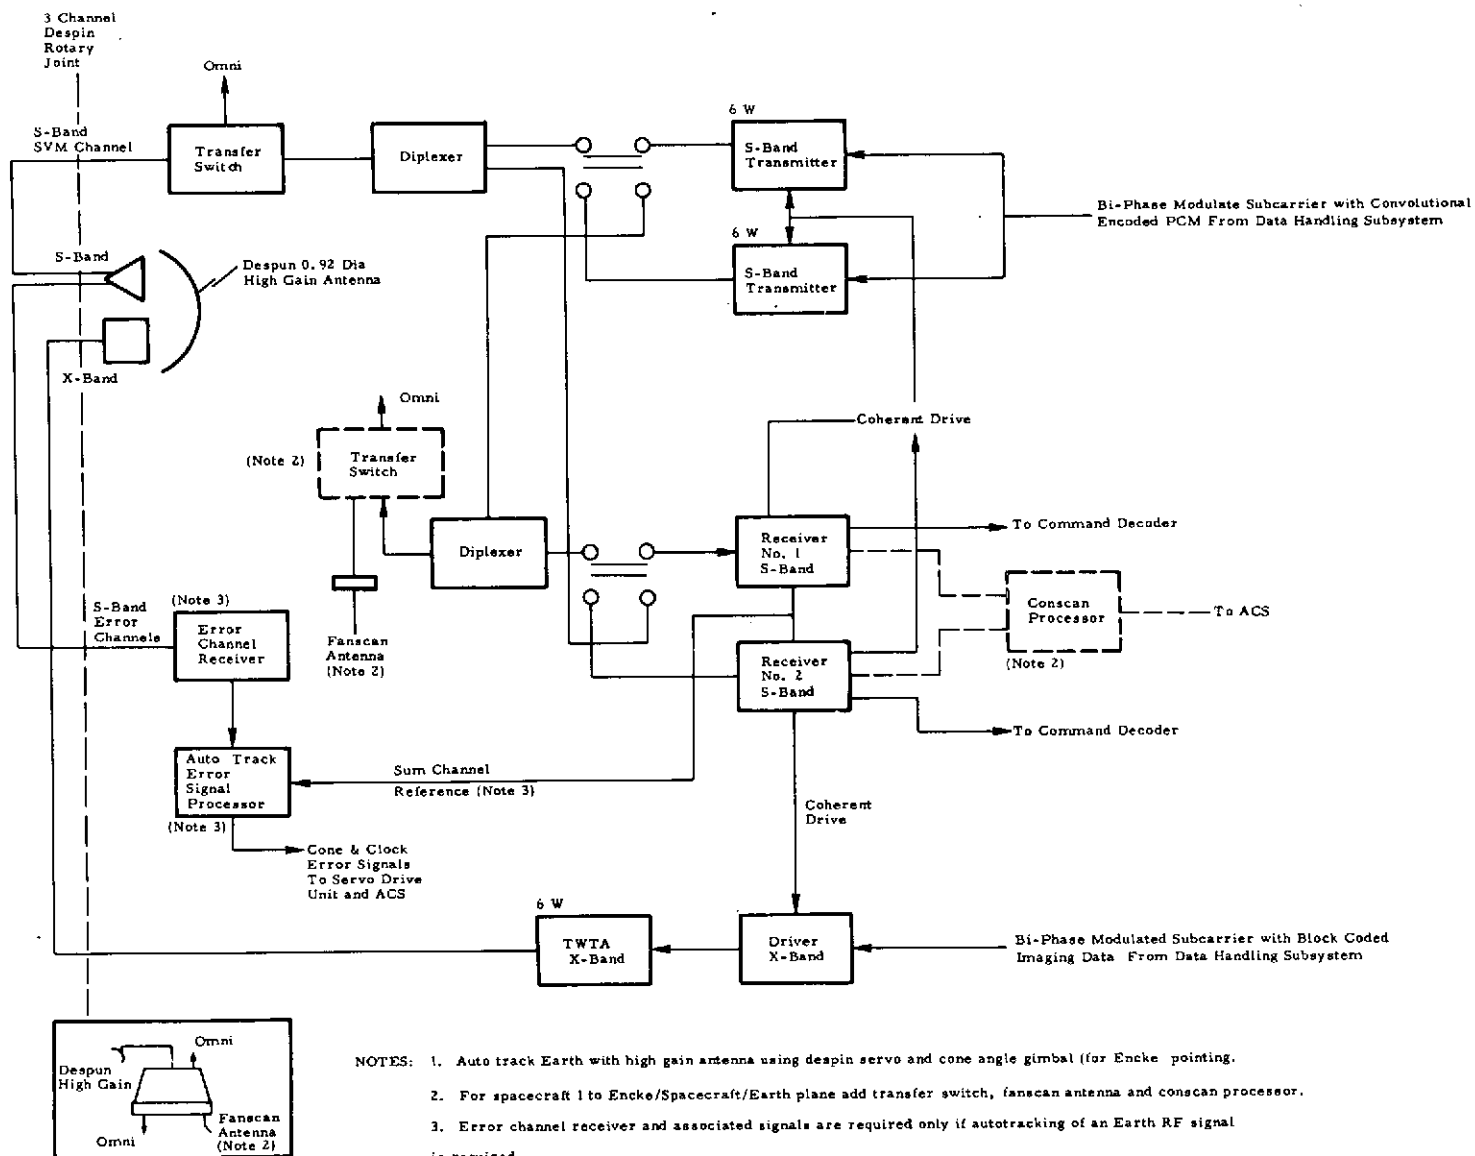 3 Channel
Despin
Rotary
Joint
Omni
S-Band
SVM Channel
Transfer
Switch
Diplexer
6 W
S-Band
Transmitter
6 W
S-Band
Transmitter
Bi-Phase Modulate Subcarrier with Convolutional
Encoded PCM From Data Handling Subsystem
S-Band
Despun 0.92 Dia
High Gain Antenna
X-Band
Omni
(Note 2)
Transfer
Switch
Coherent Drive
Diplexer
Receiver
No. 1
S-Band
To Command Decoder
Conscan
Processor
(Note 2)
To ACS
Fanscan
Antenna
(Note 2)
S-Band
Error
Channels
(Note 3)
Error
Channel
Receiver
Receiver
No. 2
S-Band
To Command Decoder
Auto Track
Error
Signal
Processor
(Note 3)
Sum Channel
Reference (Note 3)
Coherent
Drive
Cone & Clock
Error Signals
To Servo Drive
Unit and ACS
6 W
TWTA
X-Band
Driver
X-Band
Bi-Phase Modulated Subcarrier with Block Coded
Imaging Data From Data Handling Subsystem
Omni
Despun
High Gain
Omni
Fanscan
Antenna
(Note 2)
NOTES: 1. Auto track Earth with high gain antenna using despin servo and cone angle gimbal (for Encke pointing.
2. For spacecraft 1 to Encke/Spacecraft/Earth plane add transfer switch, fanscan antenna and conscan processor.
3. Error channel receiver and associated signals are required only if autotracking of an Earth RF signal
is required